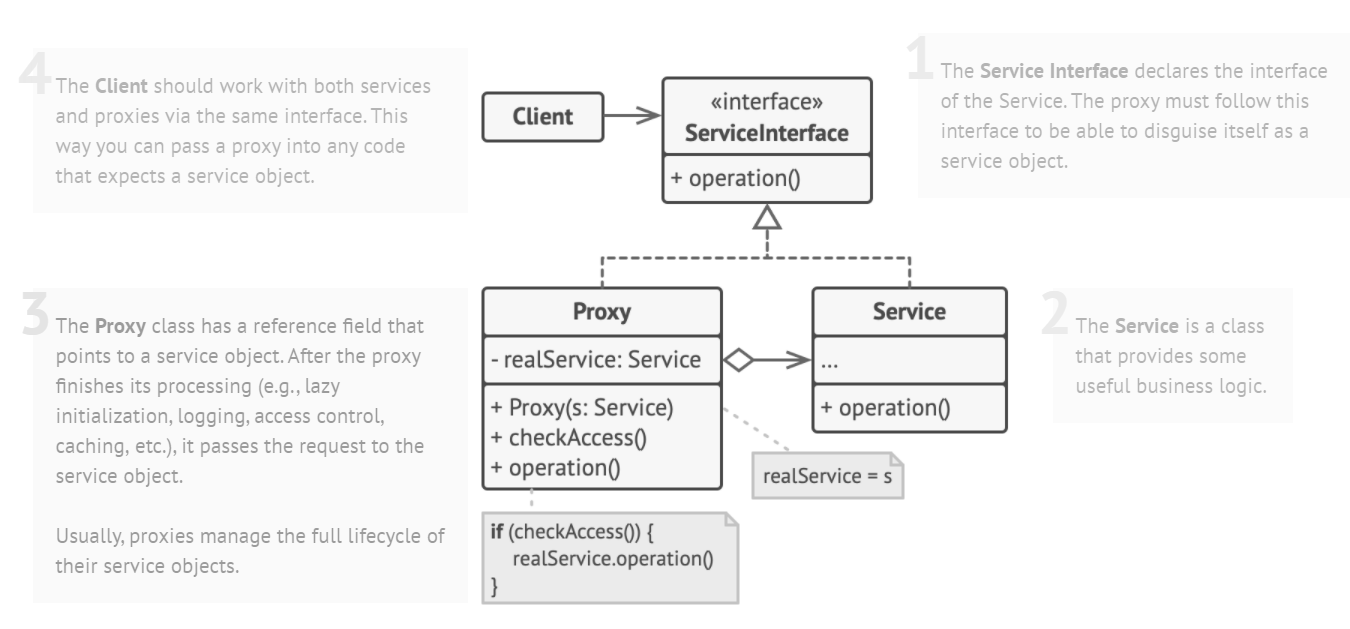 4
The Client should work with both services
and proxies via the same interface. This
way you can pass a proxy into any code
that expects a service object.
Client
«interface»
ServiceInterface
+ operation()
1
The Service Interface declares the interface
of the Service. The proxy must follow this
interface to be able to disguise itself as a
service object.
3
The Proxy class has a reference field that
points to a service object. After the proxy
finishes its processing (e.g., lazy
initialization, logging, access control,
caching, etc.), it passes the request to the
service object.
Usually, proxies manage the full lifecycle of
their service objects.
Proxy
- realService: Service
+ Proxy(s: Service)
+ checkAccess()
+ operation()
Service
...
+ operation()
2
The Service is a class
that provides some
useful business logic.
realService = s
if (checkAccess()) {
realService.operation()
}